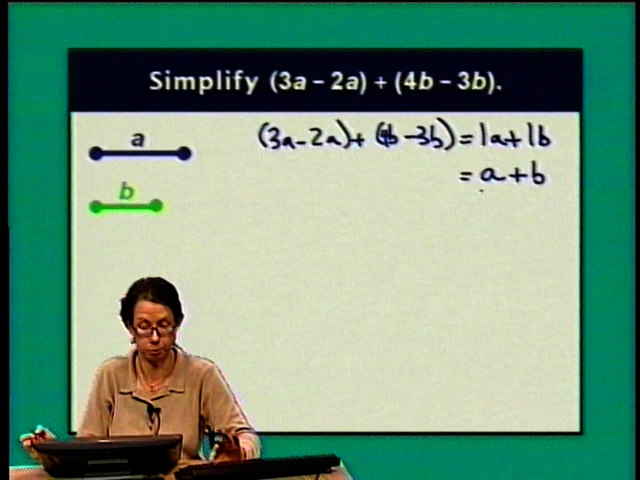 Simplify (3a – 2a) + (4b – 3b).
a
(3a-2a)+ (4b-3b) = 1a+1b
= a+b
b